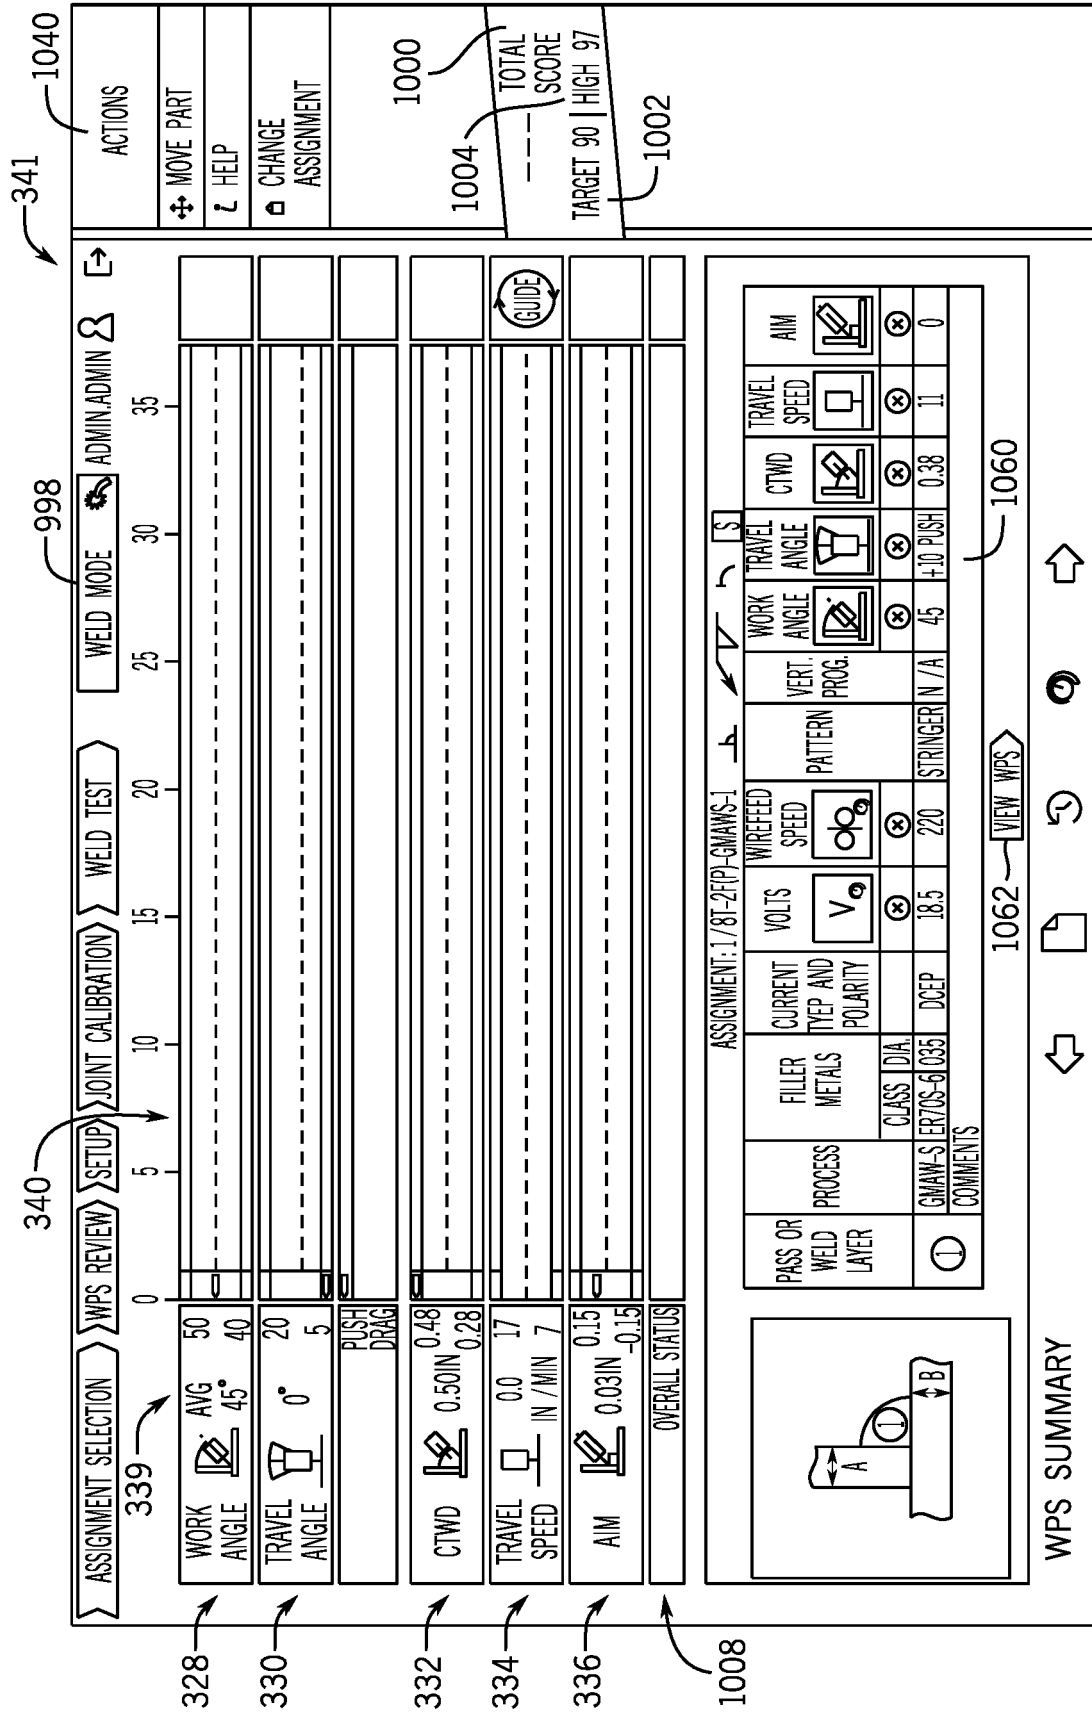 341
1040
998
340
339
ASSIGNMENT SELECTION
WPS REVIEW
SETUP
JOINT CALIBRATION
WELD TEST
WELD MODE
ADMIN.ADMIN
ACTIONS
MOVE PART
i HELP
CHANGE
ASSIGNMENT
0 5 10 15 20 25 30 35
328
WORK
ANGLE
AVG
45°
50
40
330
TRAVEL
ANGLE
0°
20
5
PUSH
DRAG
332
CTWD
0.50IN
0.48
0.28
334
TRAVEL
SPEED
0.0
IN /MIN
17
7
GUIDE
336
AIM
0.03IN
0.15
-0.15
1008
OVERALL STATUS
1000
---- TOTAL
SCORE
1004
TARGET 90 | HIGH 97
1002
A
1
B
ASSIGNMENT: 1 /8T-2F(P)-GMAWS-1
S
PASS OR
WELD
LAYER
PROCESS
FILLER
METALS
CLASS
DIA.
CURRENT
TYEP AND
POLARITY
VOLTS
V
WIREFEED
SPEED
PATTERN
VERT.
PROG.
WORK
ANGLE
TRAVEL
ANGLE
CTWD
TRAVEL
SPEED
AIM
1
GMAW-S ER70S-6 035 DCEP 18.5 220 STRINGER N /A 45 +10 PUSH 0.38 11 0
COMMENTS
1060
1062
VIEW WPS
WPS SUMMARY